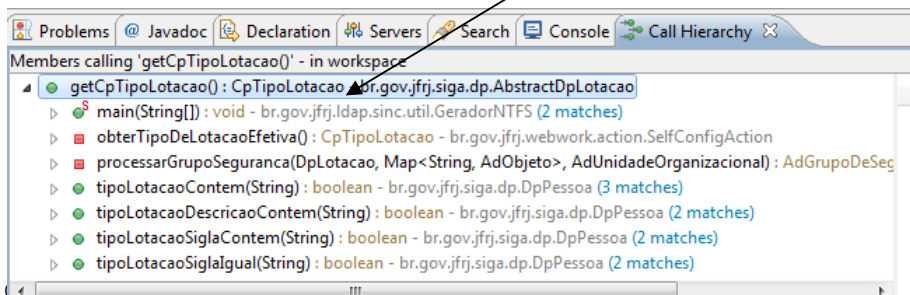 Problems @ Javadoc Declaration Servers Search Console Call Hierarchy
Members calling 'getCpTipoLotacao()' - in workspace
getCpTipoLotacao() : CpTipoLotacao - br.gov.jfrj.siga.dp.AbstractDpLotacao
main(String[]) : void - br.gov.jfrj.ldap.sinc.util.GeradorNTFS (2 matches)
obterTipoDeLotacaoEfetiva() : CpTipoLotacao - br.gov.jfrj.webwork.action.SelfConfigAction
processarGrupoSeguranca(DpLotacao, Map<String, AdObjeto>, AdUnidadeOrganizacional) : AdGrupoDeSeg
tipoLotacaoContem(String) : boolean - br.gov.jfrj.siga.dp.DpPessoa (3 matches)
tipoLotacaoDescricaoContem(String) : boolean - br.gov.jfrj.siga.dp.DpPessoa (2 matches)
tipoLotacaoSiglaContem(String) : boolean - br.gov.jfrj.siga.dp.DpPessoa (2 matches)
tipoLotacaoSiglaIgual(String) : boolean - br.gov.jfrj.siga.dp.DpPessoa (2 matches)